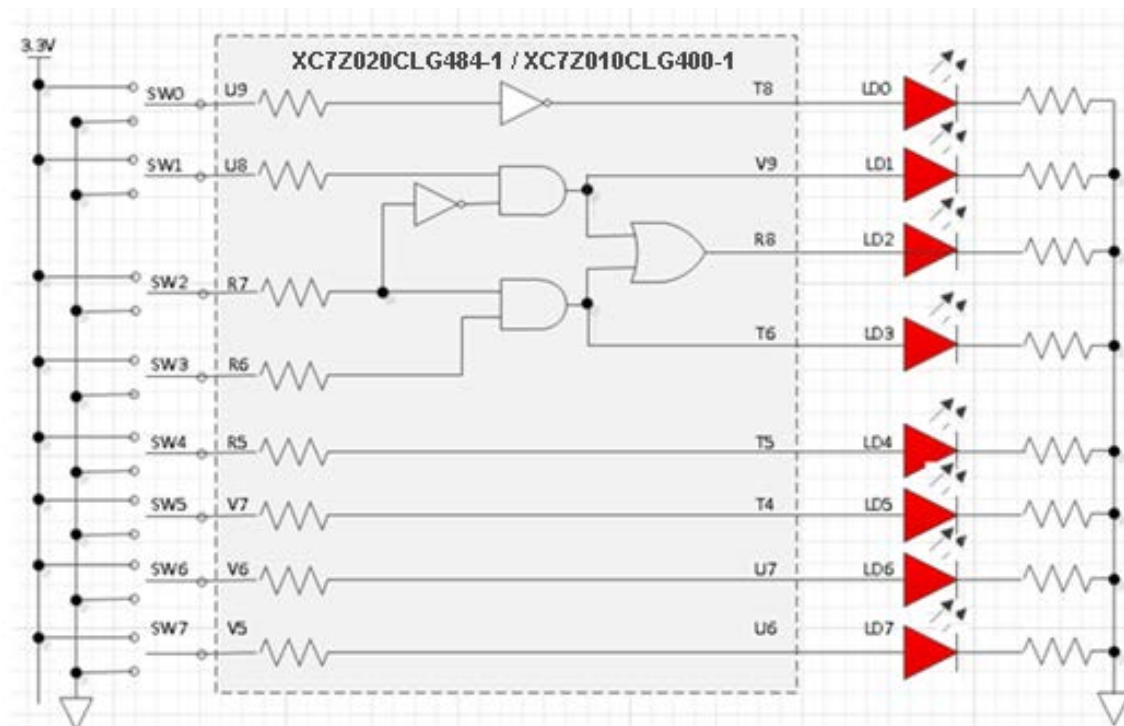 3.3V
XC7Z020CLG484-1 / XC7Z010CLG400-1
SW0 U9 T8 LD0
SW1 U8 V9 LD1
R8 LD2
SW2 R7
T6 LD3
SW3 R6
SW4 R5 T5 LD4
SW5 V7 T4 LD5
SW6 V6 U7 LD6
SW7 V5 U6 LD7